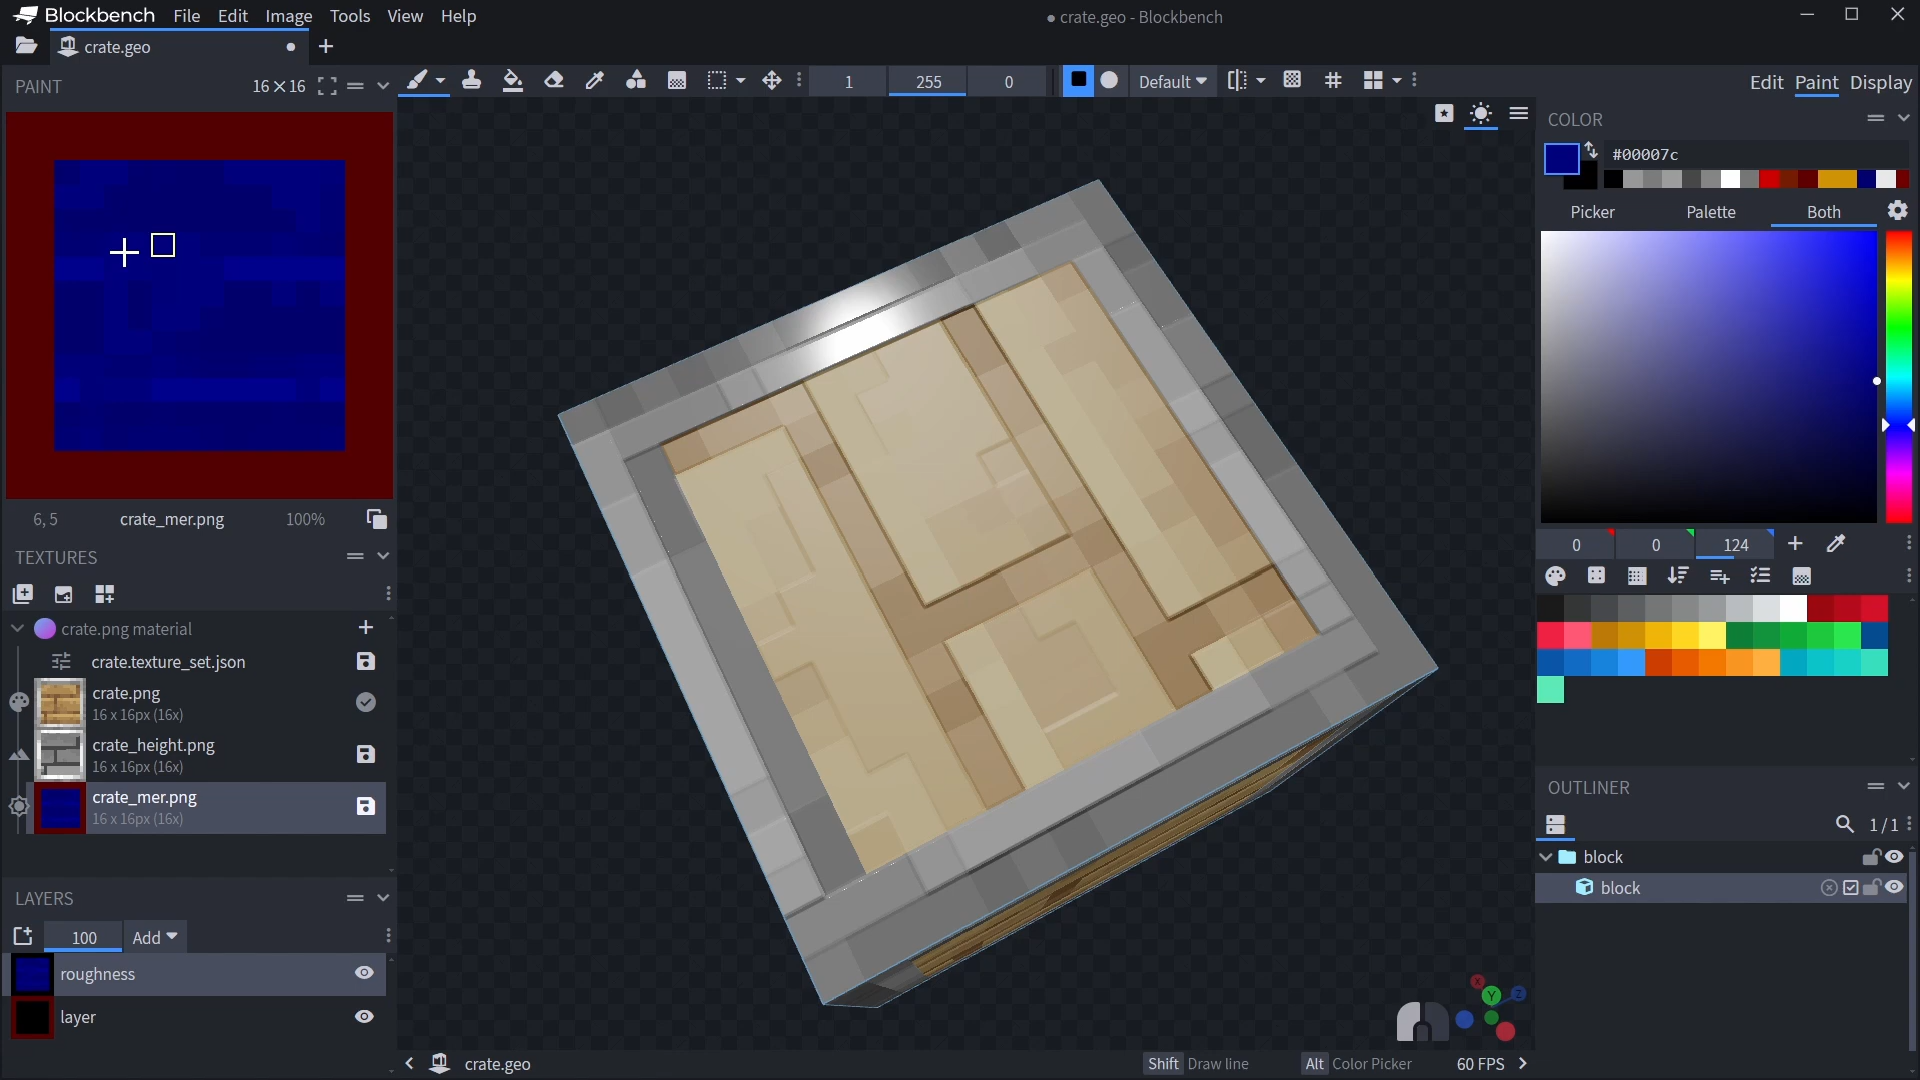 Blockbench File Edit Image Tools View Help
● crate.geo - Blockbench
crate.geo
PAINT 16×16
1 255 0 Default
Edit Paint Display
COLOR
#00007c
Picker Palette Both
0 0 124
6, 5 crate_mer.png 100%
TEXTURES
crate.png material
crate.texture_set.json
crate.png
16 x 16px (16x)
crate_height.png
16 x 16px (16x)
crate_mer.png
16 x 16px (16x)
LAYERS
100 Add
roughness
layer
OUTLINER
1/1
block
block
X Y Z
crate.geo
Shift Draw line Alt Color Picker 60 FPS